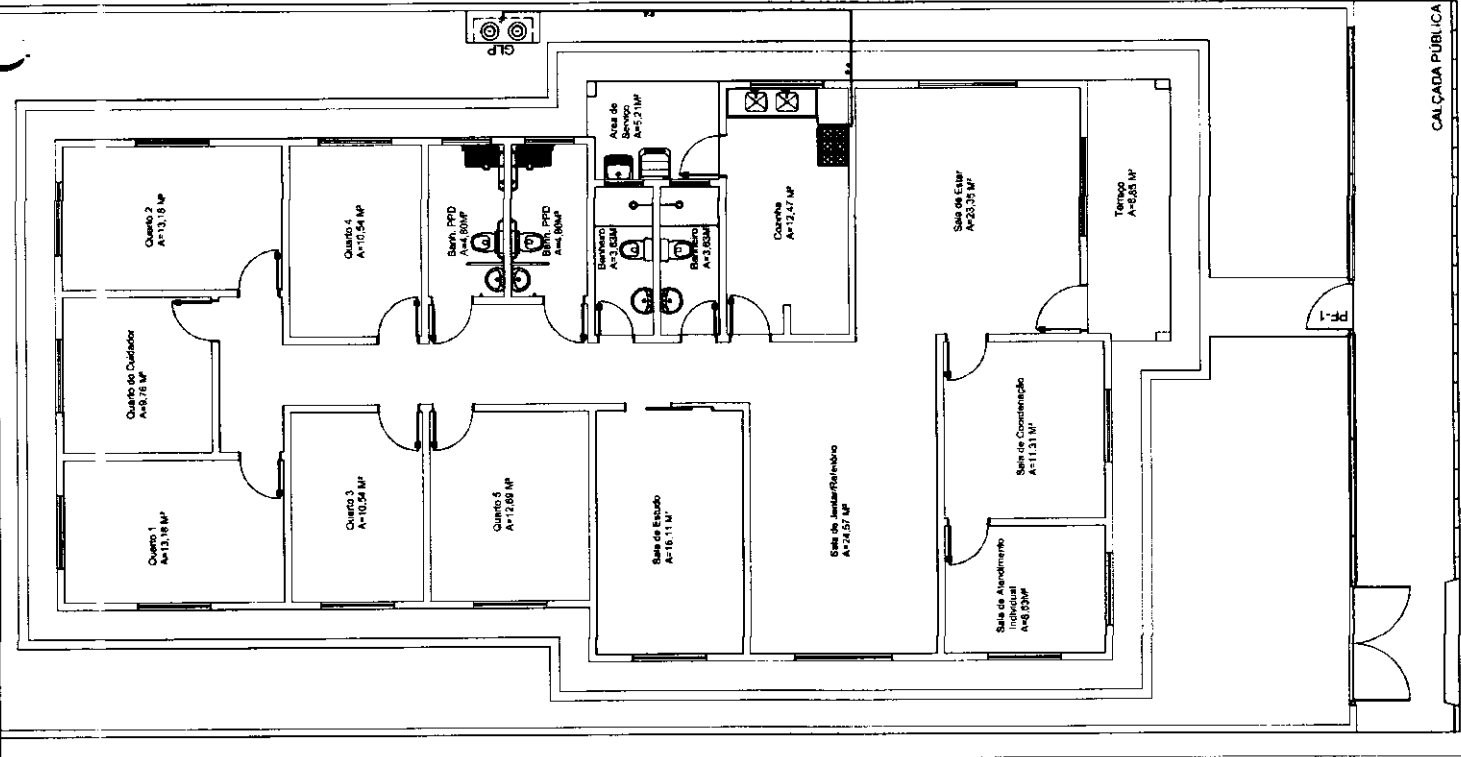 GLP
CALÇADA PÚBLICA
Quarto 2
A=13,18 M²
Quarto 4
A=10,54 M²
Banh. PPD
A=4,80M²
Banh. PPD
A=4,80M²
Área de
Serviço
A=5,21M²
Banheiro
A=3,63M²
Banheiro
A=3,63M²
Cozinha
A=12,47 M²
Sala de Estar
A=23,35 M²
Terraço
A=8,85 M²
PF-1
Quarto do Cuidador
A=9,76 M²
Quarto 1
A=13,18 M²
Quarto 3
A=10,54 M²
Quarto 5
A=12,69 M²
Sala de Estudo
A=15,11 M²
Sala de Jantar/Refeitório
A=24,57 M²
Sala de Coordenação
A=11,31 M²
Sala de Atendimento
Individual
A=8,63M²